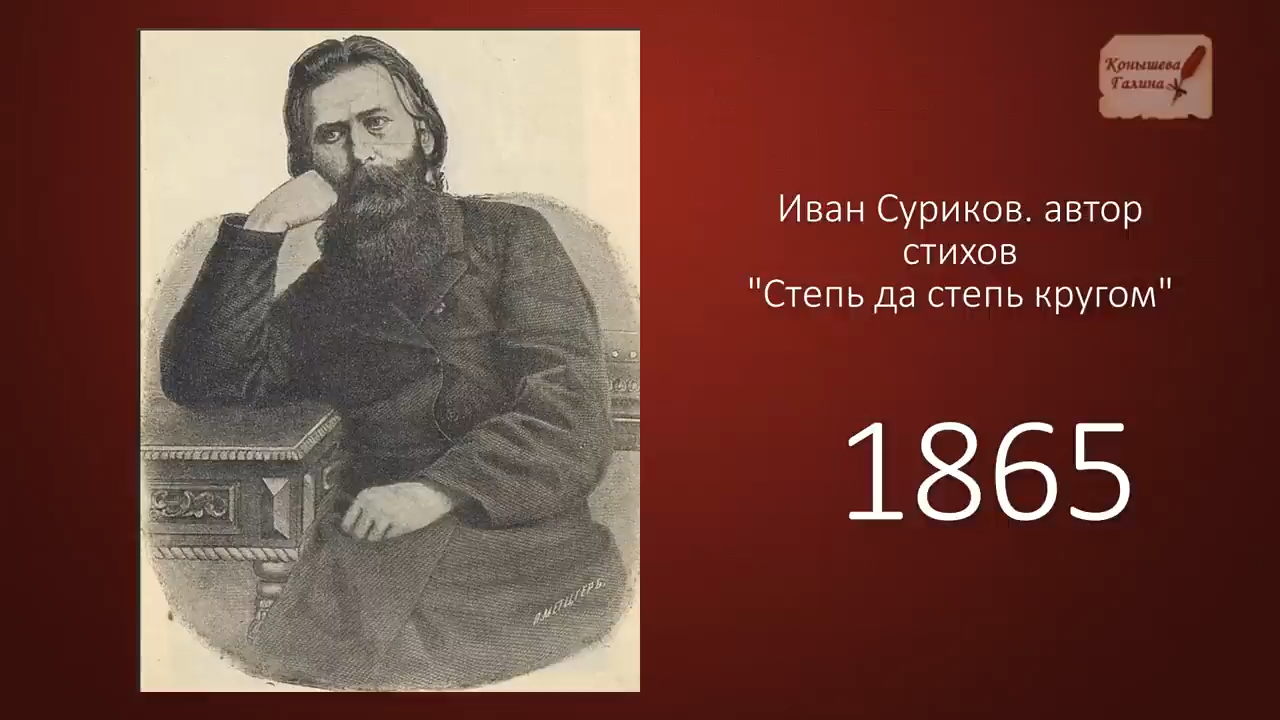 Конышева
Галина
Иван Суриков. автор
стихов
"Степь да степь кругом"
1865